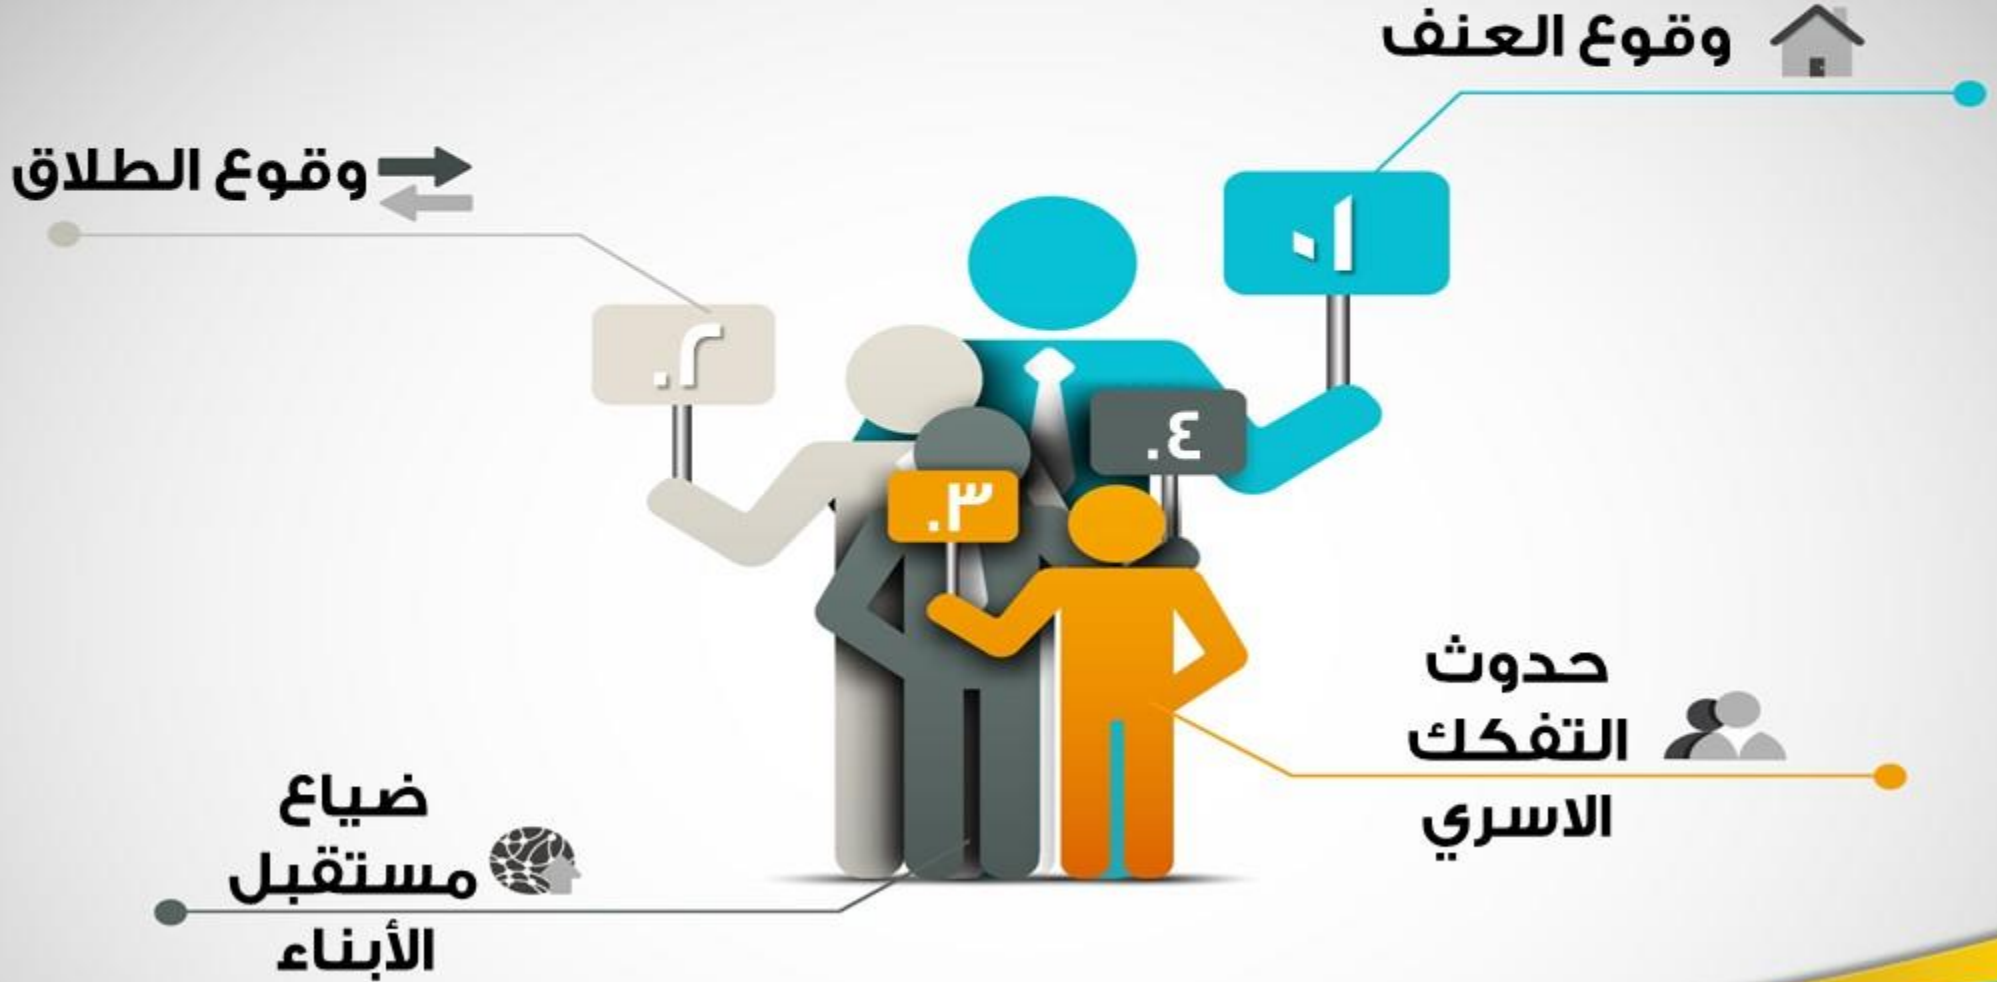 وقوع العنف
.١
وقوع الطلاق
.٢
.٣
حدوث
التفكك
الاسري
.٤
ضياع
مستقبل
الأبناء